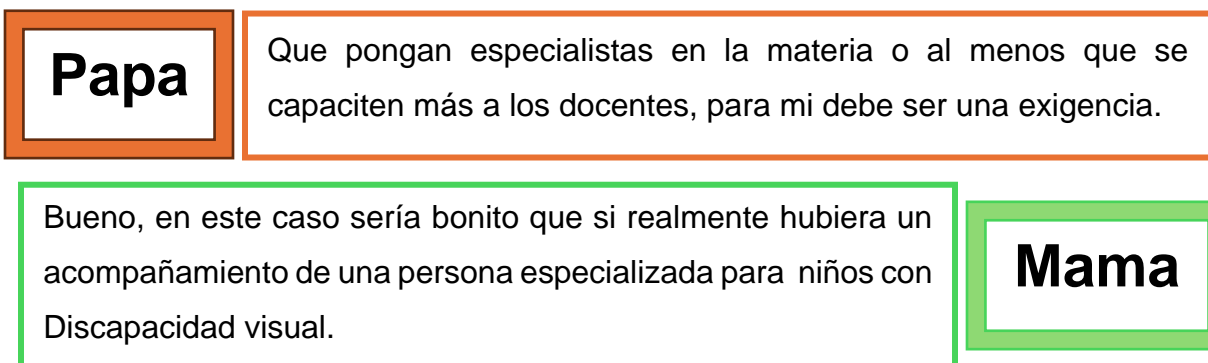 Papa
Que pongan especialistas en la materia o al menos que se
capaciten más a los docentes, para mi debe ser una exigencia.
Bueno, en este caso sería bonito que si realmente hubiera un
acompañamiento de una persona especializada para niños con
Discapacidad visual.
Mama